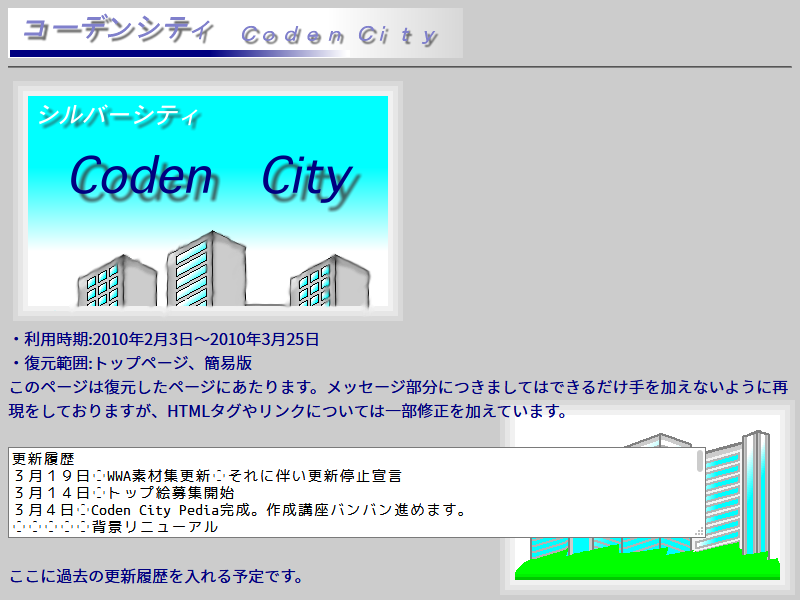 コーデンシティ Coden City
シルバーシティ
Coden City
・利用時期:2010年2月3日～2010年3月25日
・復元範囲:トップページ、簡易版
このページは復元したページにあたります。メッセージ部分につきましてはできるだけ手を加えないように再
現をしておりますが、HTMLタグやリンクについては一部修正を加えています。
更新履歴
３月１９日　WWA素材集更新　それに伴い更新停止宣言
３月１４日　トップ絵募集開始
３月４日　Coden City Pedia完成。作成講座バンバン進めます。
　　　　　背景リニューアル
ここに過去の更新履歴を入れる予定です。